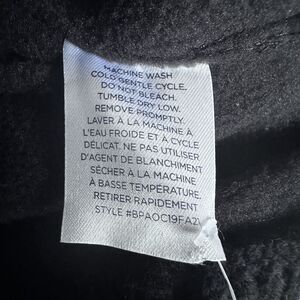 MACHINE WASH
COLD GENTLE CYCLE.
DO NOT BLEACH.
TUMBLE DRY LOW.
REMOVE PROMPTLY.
LAVER À LA MACHINE À
L'EAU FROIDE ET À CYCLE
DÉLICAT. NE PAS UTILISER
D'AGENT DE BLANCHIMENT
SÉCHER À LA MACHINE
À BASSE TEMPÉRATURE.
RETIRER RAPIDEMENT.
STYLE #BPAOC19FA21